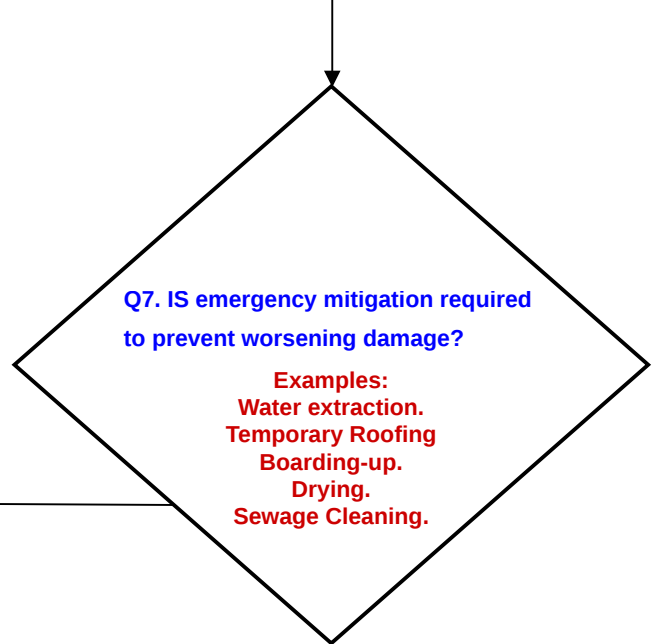 Q7. IS emergency mitigation required
to prevent worsening damage?
Examples:
Water extraction.
Temporary Roofing
Boarding-up.
Drying.
Sewage Cleaning.